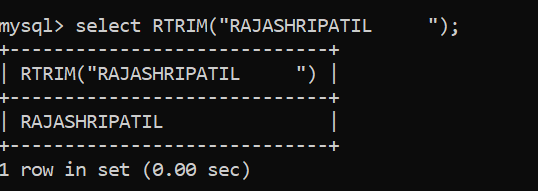 mysql> select RTRIM("RAJASHRIPATIL     ");
+-----------------------------+
| RTRIM("RAJASHRIPATIL     ") |
+-----------------------------+
| RAJASHRIPATIL               |
+-----------------------------+
1 row in set (0.00 sec)